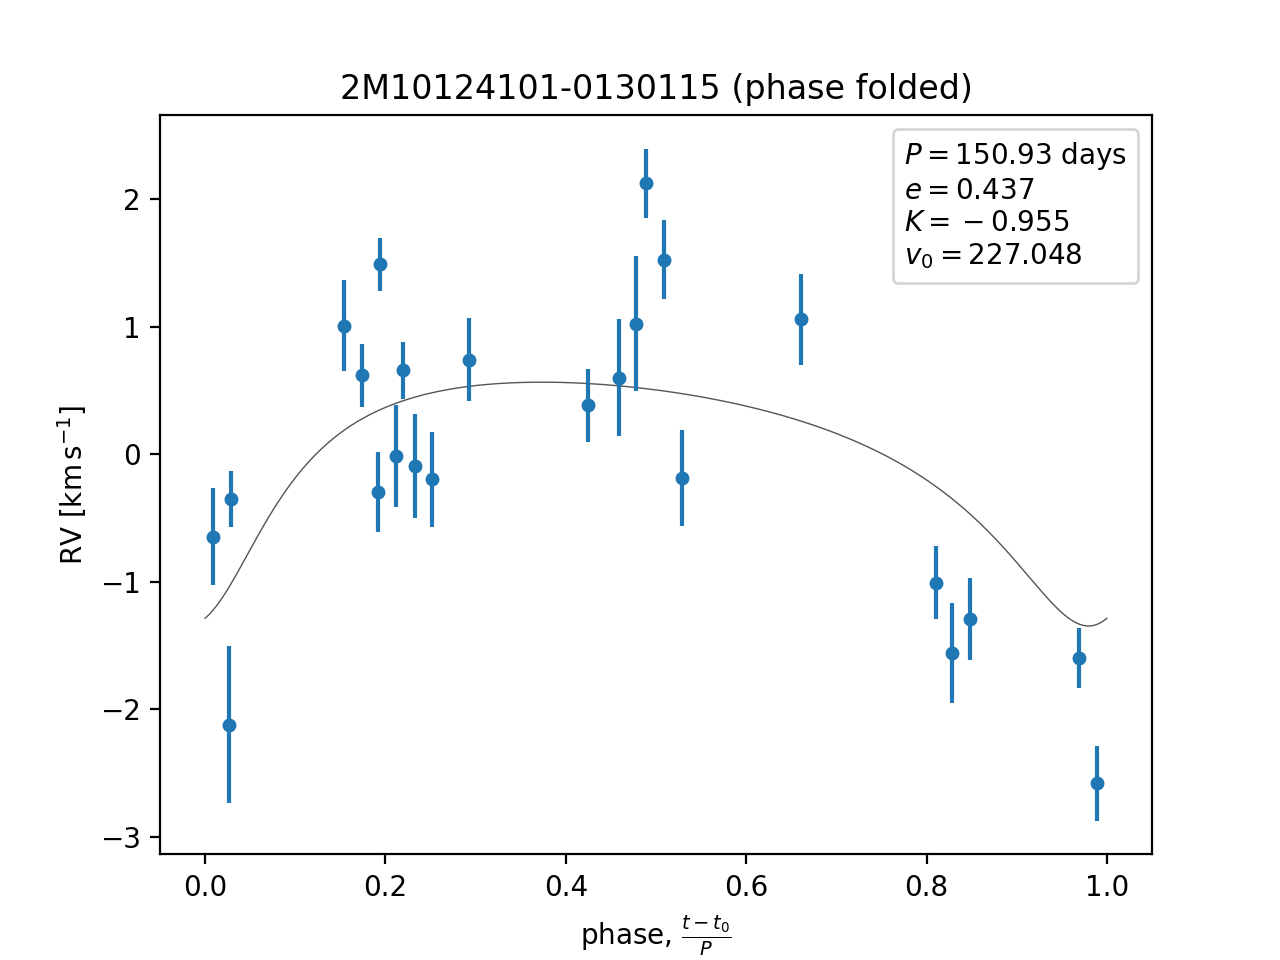 2M10124101-0130115 (phase folded)
P = 150.93 days
e = 0.437
K = −0.955
v₀ = 227.048
2
1
0
−1
−2
−3
RV [km s⁻¹]
0.0 0.2 0.4 0.6 0.8 1.0
phase, (t − t₀)/P